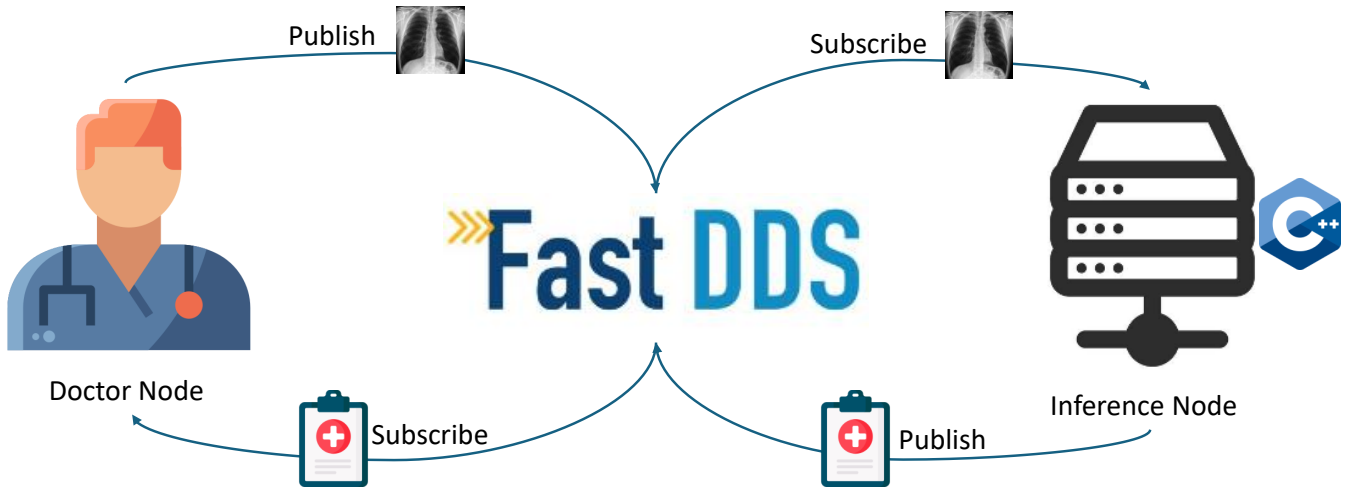 Publish
Subscribe
Fast DDS
C++
Doctor Node
Subscribe
Publish
Inference Node